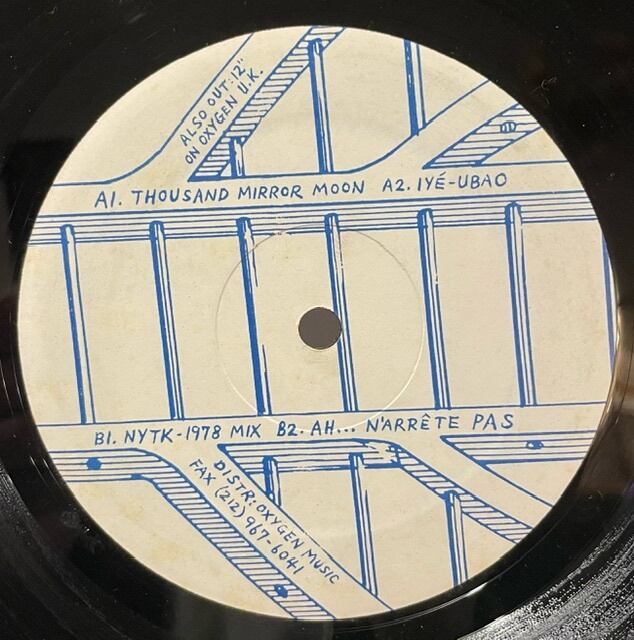 ALSO OUT: 12"
ON OXYGEN U.K.
A1. THOUSAND MIRROR MOON A2. IYÉ-UBAO
B1. NYTK-1978 MIX B2. AH... N'ARRÊTE PAS
DISTR: OXYGEN MUSIC
FAX (212) 967-6041